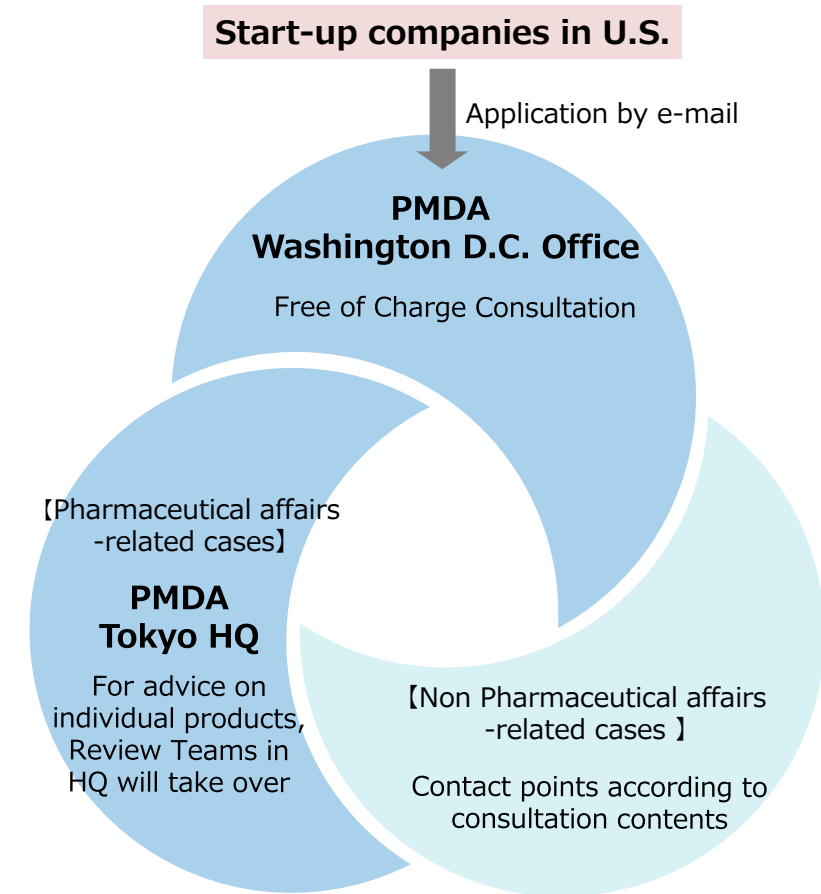 Start-up companies in U.S.
Application by e-mail
PMDA
Washington D.C. Office
Free of Charge Consultation
【Pharmaceutical affairs
-related cases】
PMDA
Tokyo HQ
For advice on
individual products,
Review Teams in
HQ will take over
【Non Pharmaceutical affairs
-related cases 】
Contact points according to
consultation contents